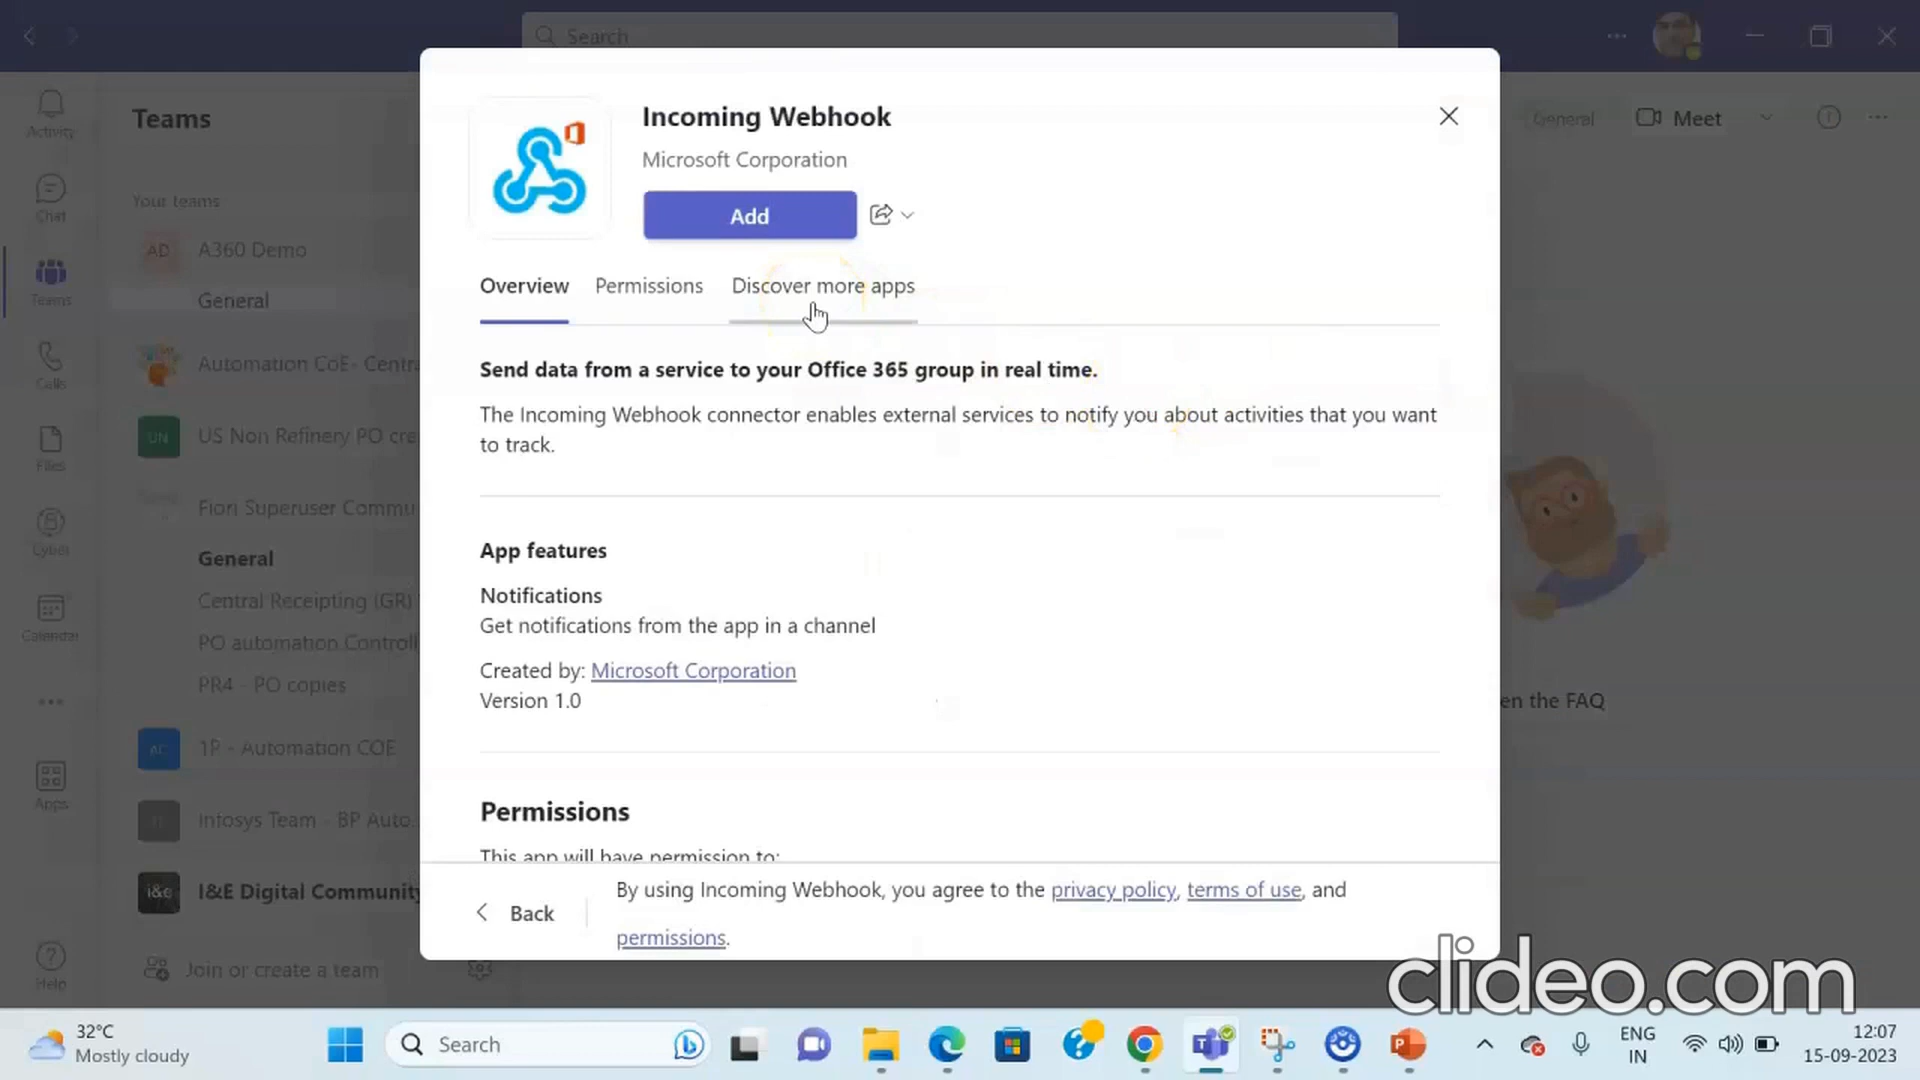 Search
Incoming Webhook
Microsoft Corporation
Add
Overview
Permissions
Discover more apps
Send data from a service to your Office 365 group in real time.
The Incoming Webhook connector enables external services to notify you about activities that you want
to track.
App features
Notifications
Get notifications from the app in a channel
Created by: Microsoft Corporation
Version 1.0
Permissions
This app will have permission to:
Back
By using Incoming Webhook, you agree to the privacy policy, terms of use, and
permissions.
Activity
Chat
Teams
Calls
Files
Cyber
Calendar
Apps
Help
Teams
Your teams
AD
A360 Demo
General
Automation CoE- Centra
UN
US Non Refinery PO cre
Fiori Superuser Commu
General
Central Receipting (GR)
PO automation Controll
PR4 - PO copies
AC
1P - Automation COE
Infosys Team - BP Auto.
i&e
I&E Digital Community
Join or create a team
General
Meet
en the FAQ
clideo.com
32°C
Mostly cloudy
Search
ENG
IN
12:07
15-09-2023